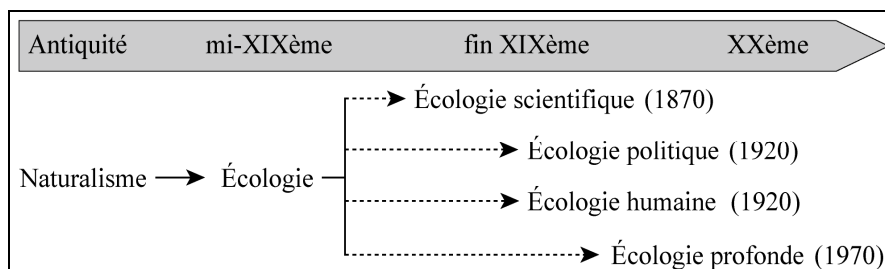 Antiquité mi-XIXème fin XIXème XXème
Écologie scientifique (1870)
Écologie politique (1920)
Naturalisme Écologie
Écologie humaine (1920)
Écologie profonde (1970)